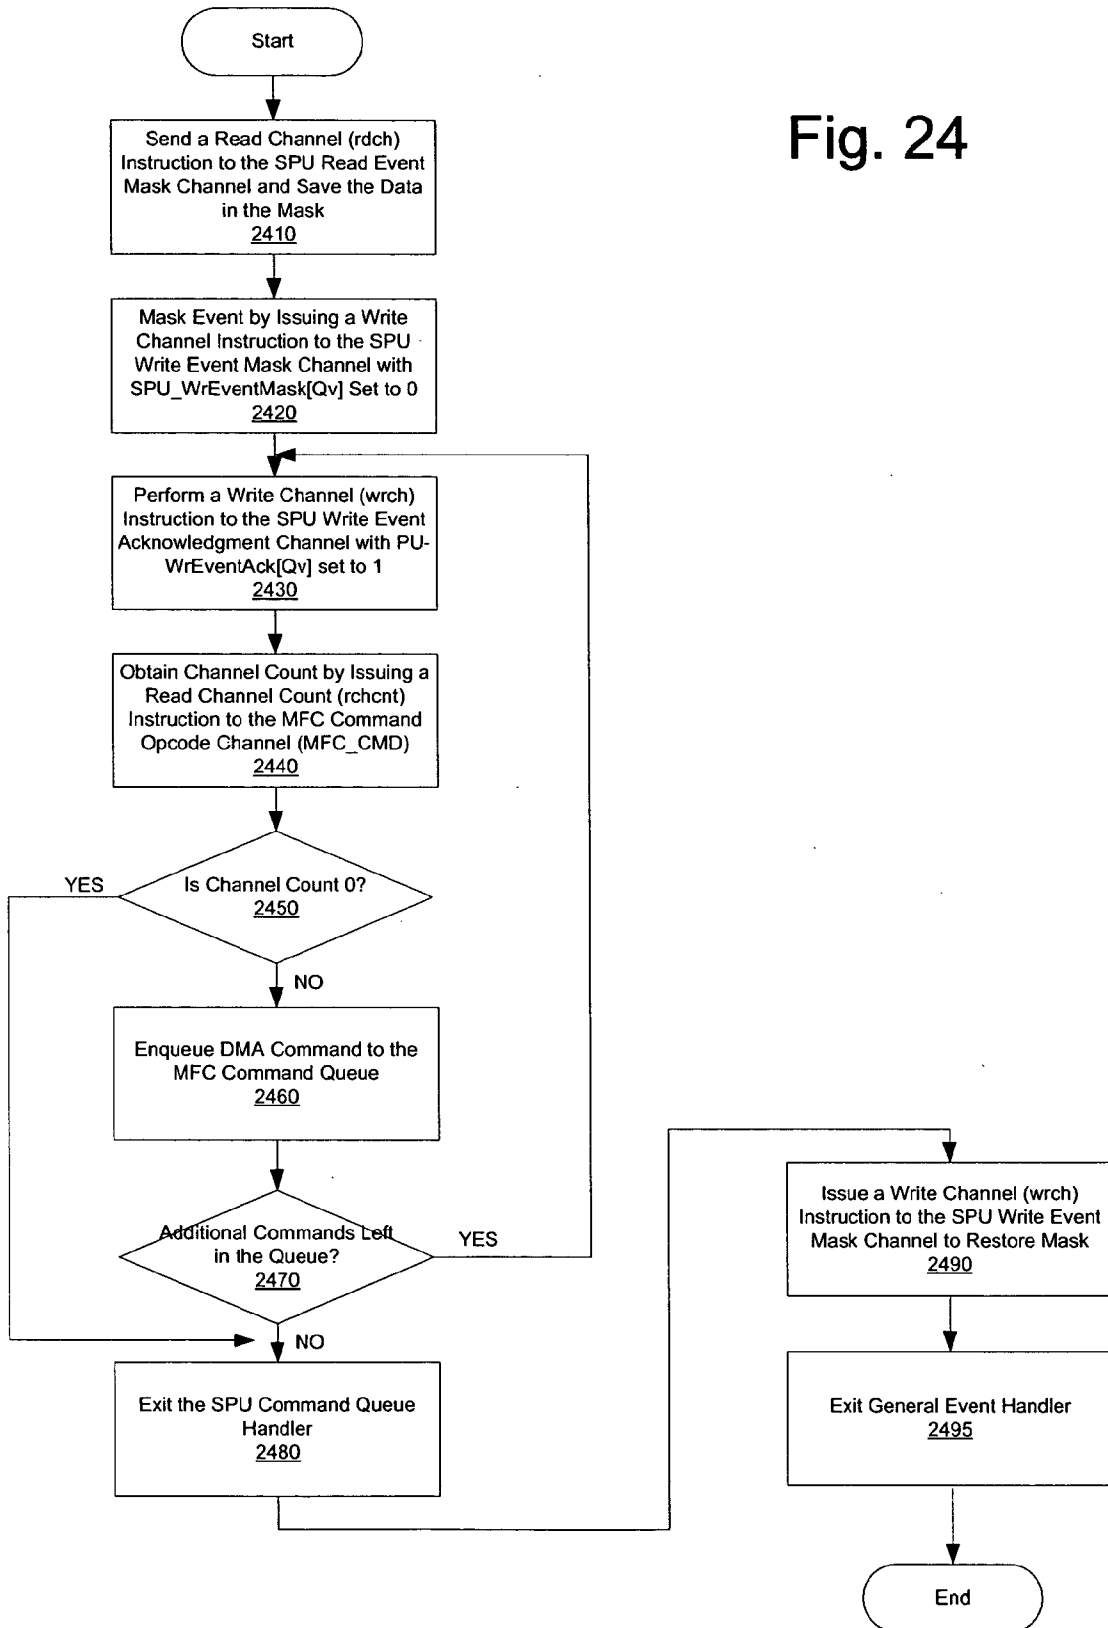 Start
Fig. 24
Send a Read Channel (rdch)
Instruction to the SPU Read Event
Mask Channel and Save the Data
in the Mask
2410
Mask Event by Issuing a Write
Channel Instruction to the SPU
Write Event Mask Channel with
SPU_WrEventMask[Qv] Set to 0
2420
Perform a Write Channel (wrch)
Instruction to the SPU Write Event
Acknowledgment Channel with PU-
WrEventAck[Qv] set to 1
2430
Obtain Channel Count by Issuing a
Read Channel Count (rchcnt)
Instruction to the MFC Command
Opcode Channel (MFC_CMD)
2440
YES
Is Channel Count 0?
2450
NO
Enqueue DMA Command to the
MFC Command Queue
2460
Additional Commands Left
in the Queue?
2470
YES
NO
Exit the SPU Command Queue
Handler
2480
Issue a Write Channel (wrch)
Instruction to the SPU Write Event
Mask Channel to Restore Mask
2490
Exit General Event Handler
2495
End